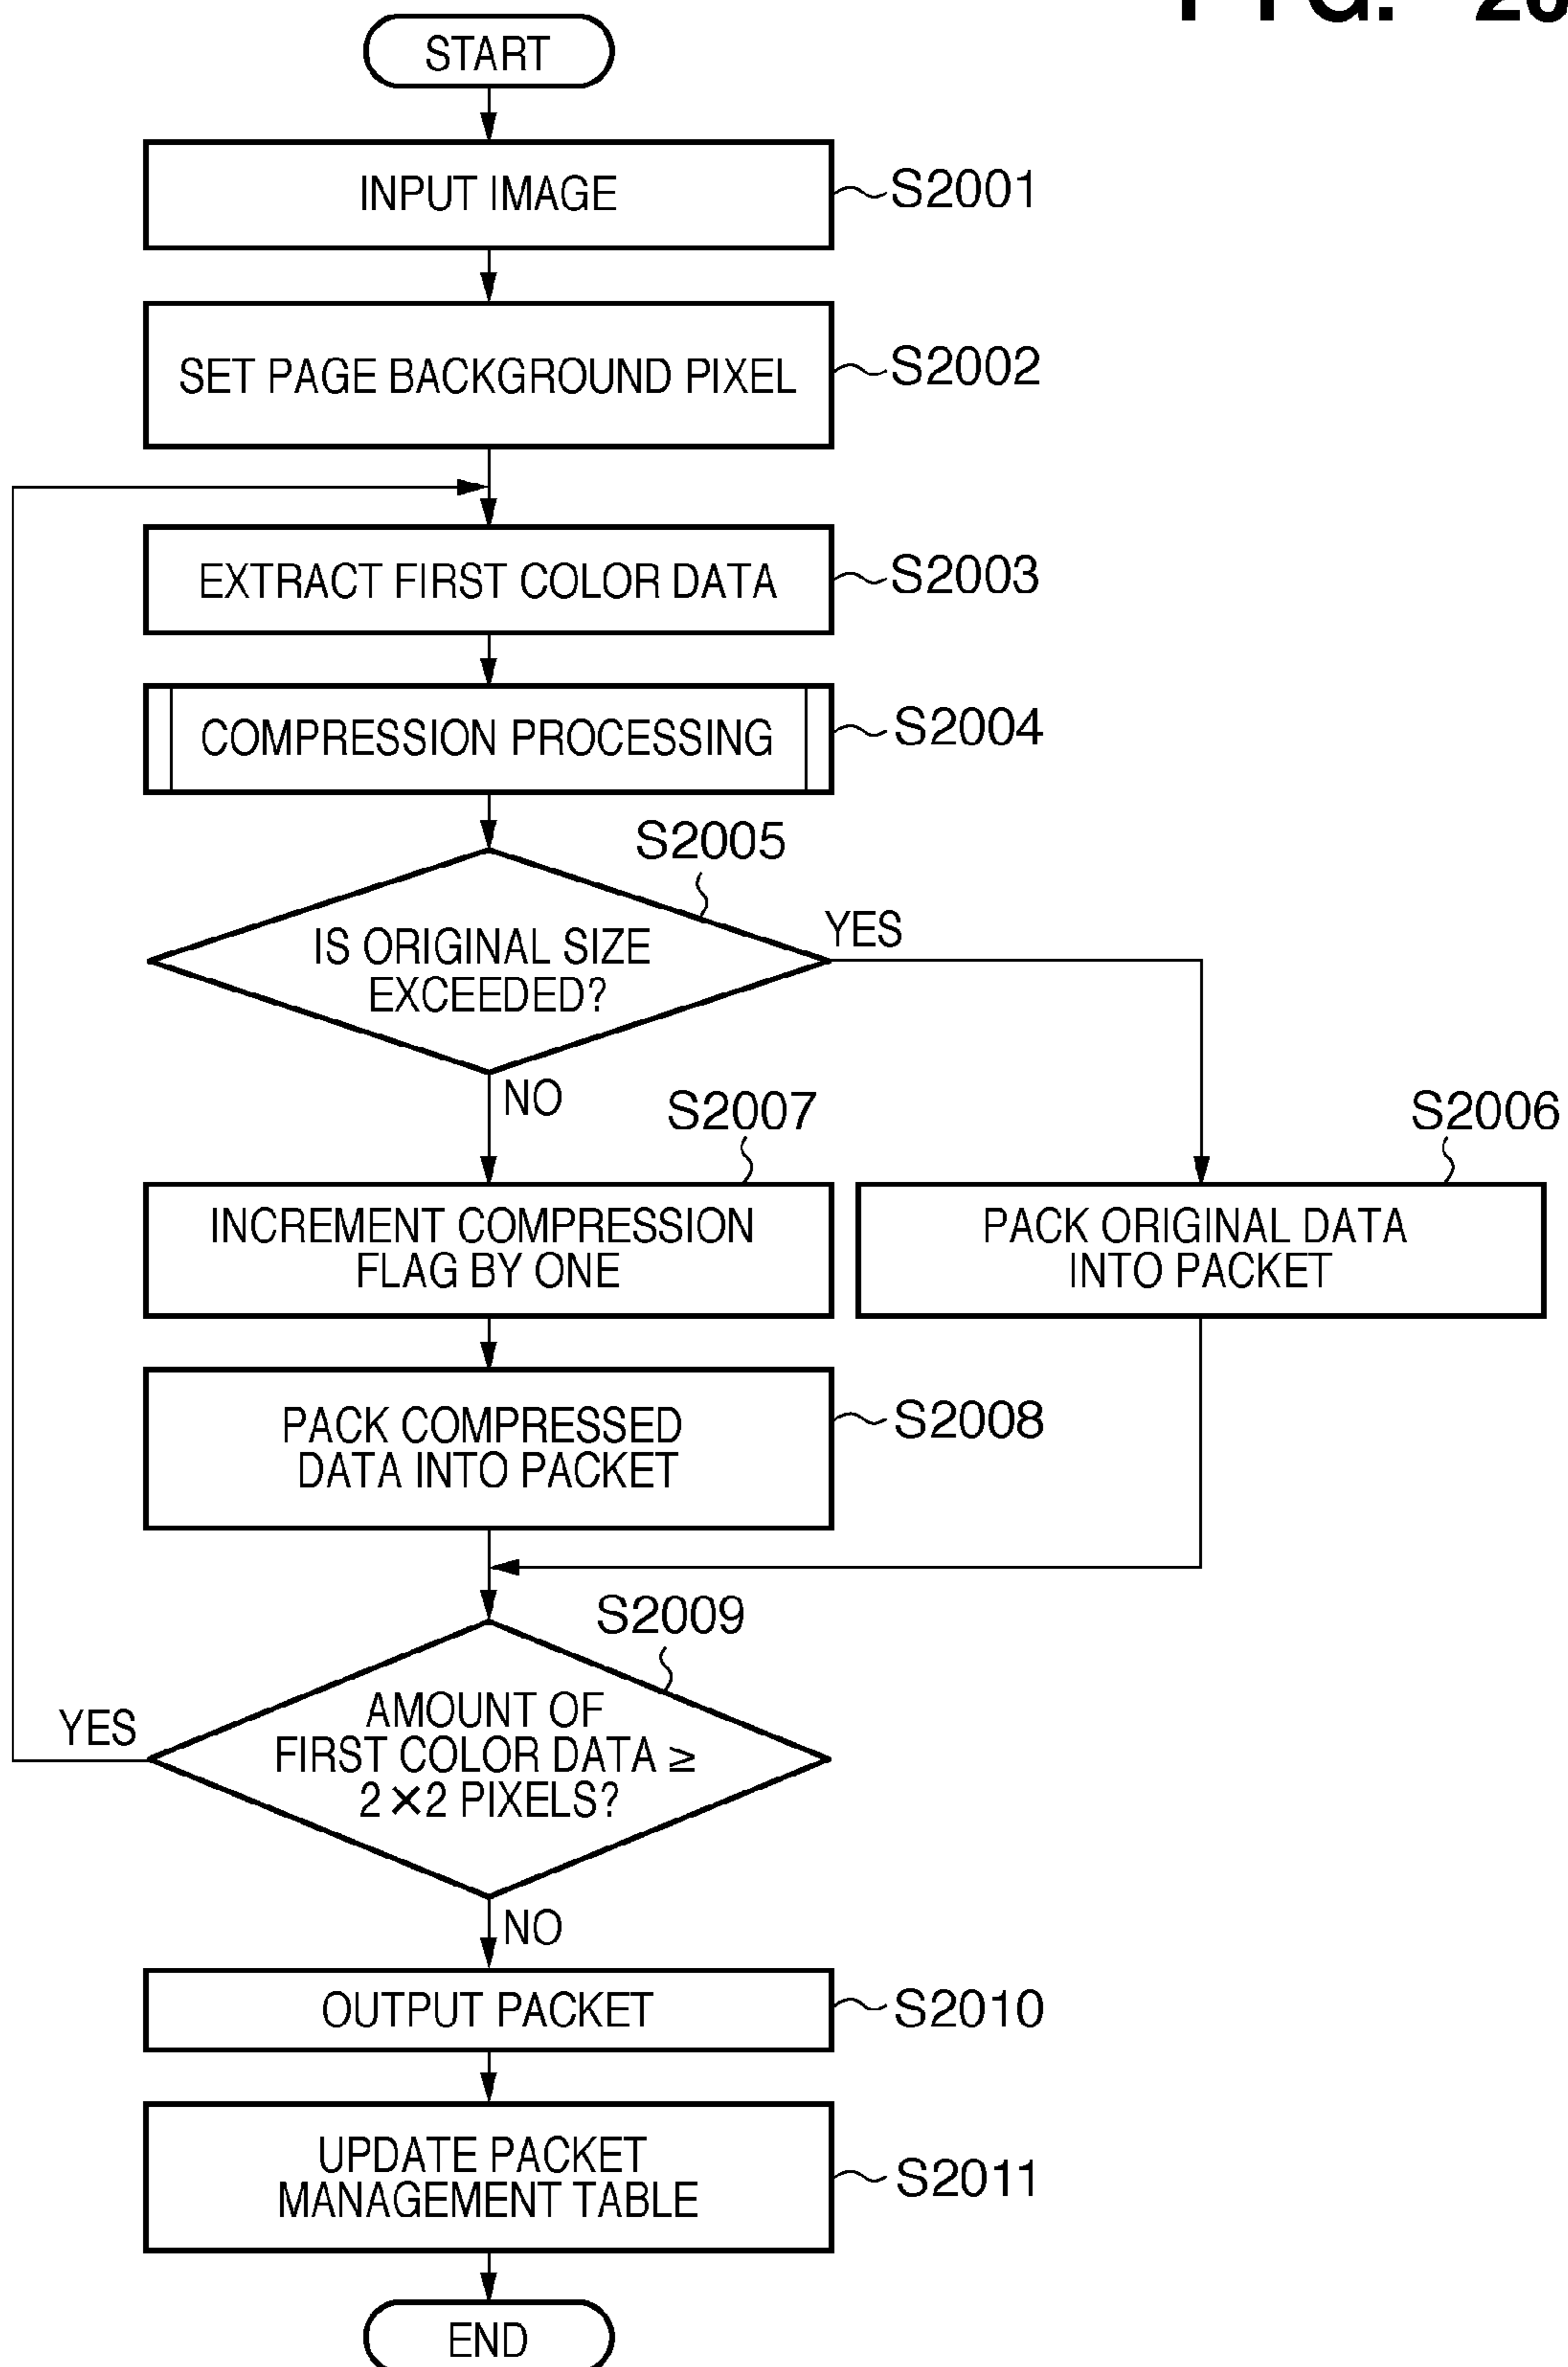 START
INPUT IMAGE
S2001
SET PAGE BACKGROUND PIXEL
S2002
EXTRACT FIRST COLOR DATA
S2003
COMPRESSION PROCESSING
S2004
S2005
IS ORIGINAL SIZE
EXCEEDED?
YES
NO
S2007
S2006
INCREMENT COMPRESSION
FLAG BY ONE
PACK ORIGINAL DATA
INTO PACKET
PACK COMPRESSED
DATA INTO PACKET
S2008
S2009
AMOUNT OF
FIRST COLOR DATA ≥
2×2 PIXELS?
YES
NO
OUTPUT PACKET
S2010
UPDATE PACKET
MANAGEMENT TABLE
S2011
END